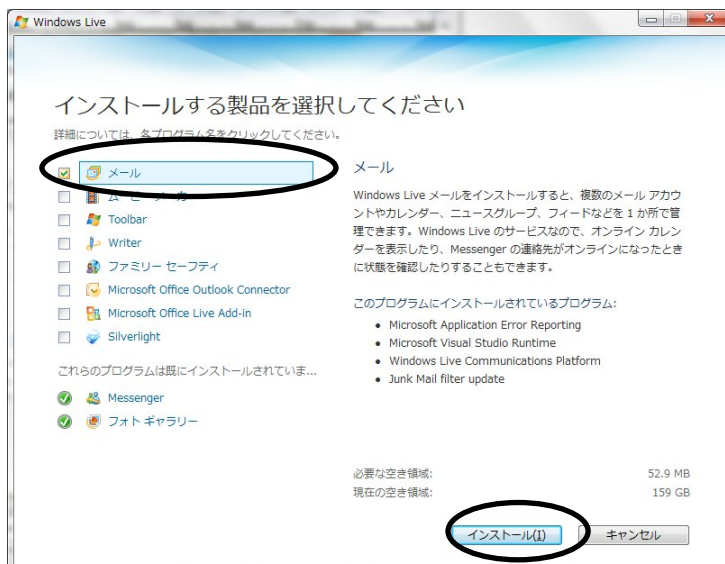 Windows Live
インストールする製品を選択してください
詳細については、各プログラム名をクリックしてください。
メール
ムービー メーカー
Toolbar
Writer
ファミリー セーフティ
Microsoft Office Outlook Connector
Microsoft Office Live Add-in
Silverlight
これらのプログラムは既にインストールされていま...
Messenger
フォト ギャラリー
メール
Windows Live メールをインストールすると、複数のメール アカウ
ントやカレンダー、ニュースグループ、フィードなどを 1 か所で管
理できます。Windows Live のサービスなので、オンライン カレン
ダーを表示したり、Messenger の連絡先がオンラインになったとき
に状態を確認したりすることもできます。
このプログラムにインストールされているプログラム:
• Microsoft Application Error Reporting
• Microsoft Visual Studio Runtime
• Windows Live Communications Platform
• Junk Mail filter update
必要な空き領域: 52.9 MB
現在の空き領域: 159 GB
インストール(I) キャンセル